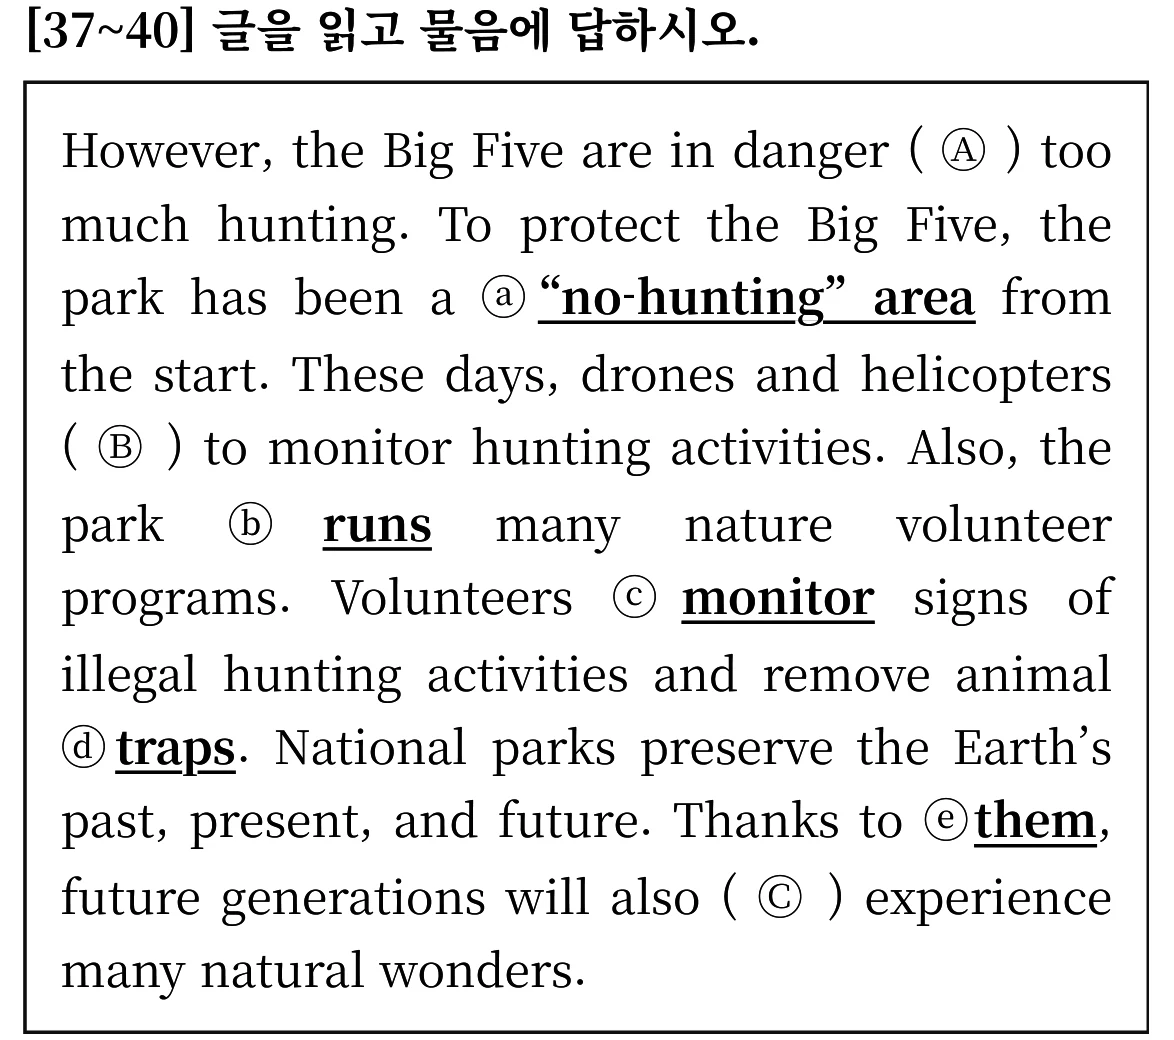 [37~40] 글을 읽고 물음에 답하시오.
However, the Big Five are in danger ( Ⓐ ) too
much hunting. To protect the Big Five, the
park has been a ⓐ“no-hunting” area from
the start. These days, drones and helicopters
( Ⓑ ) to monitor hunting activities. Also, the
park ⓑ runs many nature volunteer
programs. Volunteers ⓒ monitor signs of
illegal hunting activities and remove animal
ⓓtraps. National parks preserve the Earth’s
past, present, and future. Thanks to ⓔthem,
future generations will also ( Ⓒ ) experience
many natural wonders.